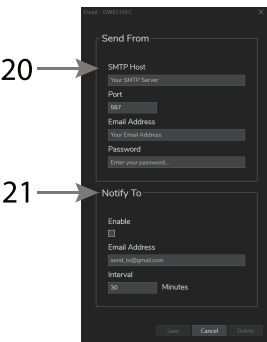 Email - GW657AFC
Send From
20
SMTP Host
Your SMTP Server
Port
587
Email Address
Your Email Address
Password
Enter your password...
21
Notify To
Enable
Email Address
send_to@gmail.com
Interval
30 Minutes
Save Cancel Delete